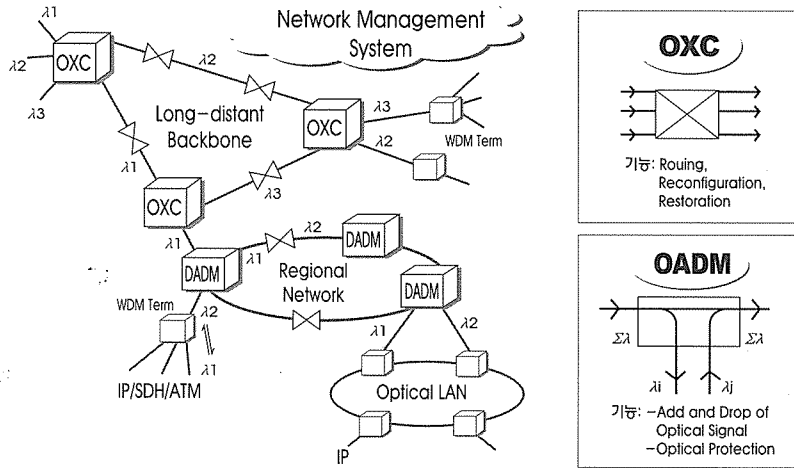 Network Management
System
λ1
λ2
λ3
OXC
λ2
Long-distant
Backbone
λ1
OXC
λ3
λ2
WDM Term
OXC
λ3
λ1
DADM
λ1
λ2
DADM
Regional
Network
DADM
WDM Term
λ2
λ1
IP/SDH/ATM
λ1
λ2
Optical LAN
IP
OXC
기능: Rouing,
Reconfiguration,
Restoration
OADM
Σλ
Σλ
λi
λj
기능: -Add and Drop of
Optical Signal
-Optical Protection